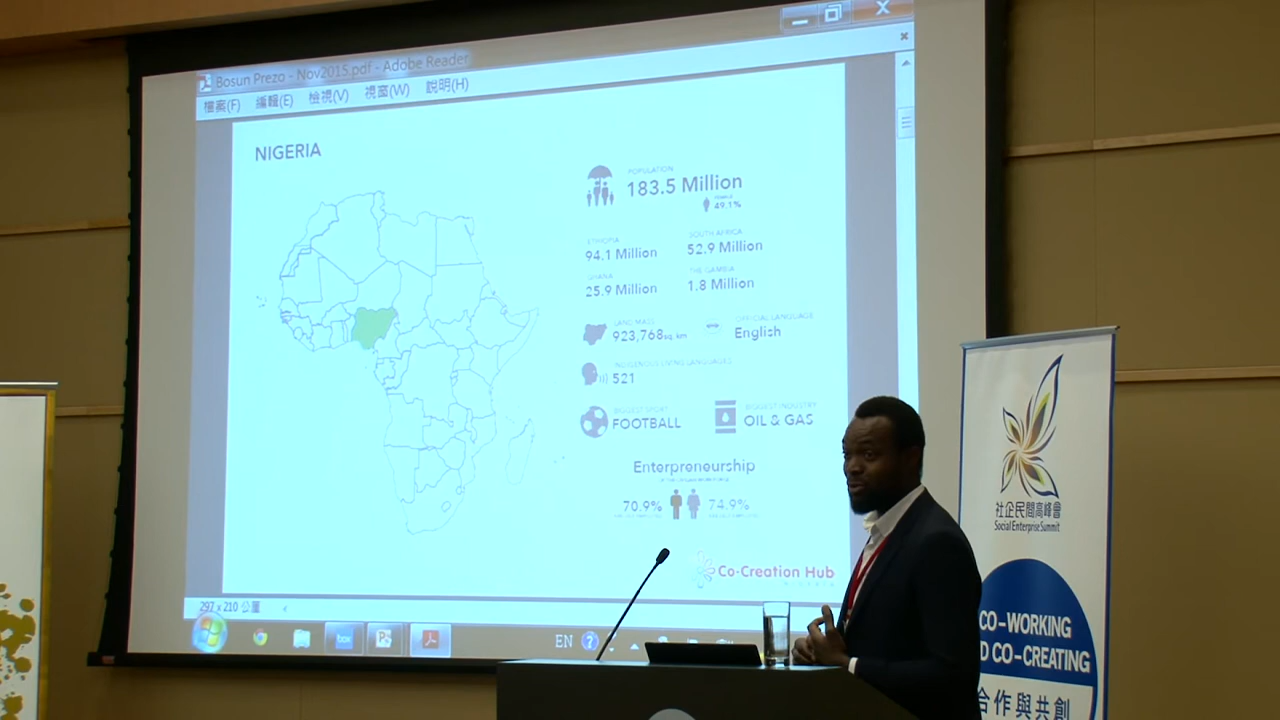 Bosun Prezo - Nov2015.pdf - Adobe Reader
檔案(F) 編輯(E) 檢視(V) 視窗(W) 說明(H)
NIGERIA
POPULATION
183.5 Million
49.1%
ETHIOPIA
94.1 Million
SOUTH AFRICA
52.9 Million
GHANA
25.9 Million
THE GAMBIA
1.8 Million
LAND MASS
923,768sq. km
OFFICIAL LANGUAGE
English
INDIGENOUS LIVING LANGUAGES
521
BIGGEST SPORT
FOOTBALL
BIGGEST INDUSTRY
OIL & GAS
Enterpreneurship
70.9%
74.9%
Co-Creation Hub
297 x 210 公釐
EN
社企民間高峰會
Social Enterprise Summit
CO-WORKING
D CO-CREATING
合作與共創